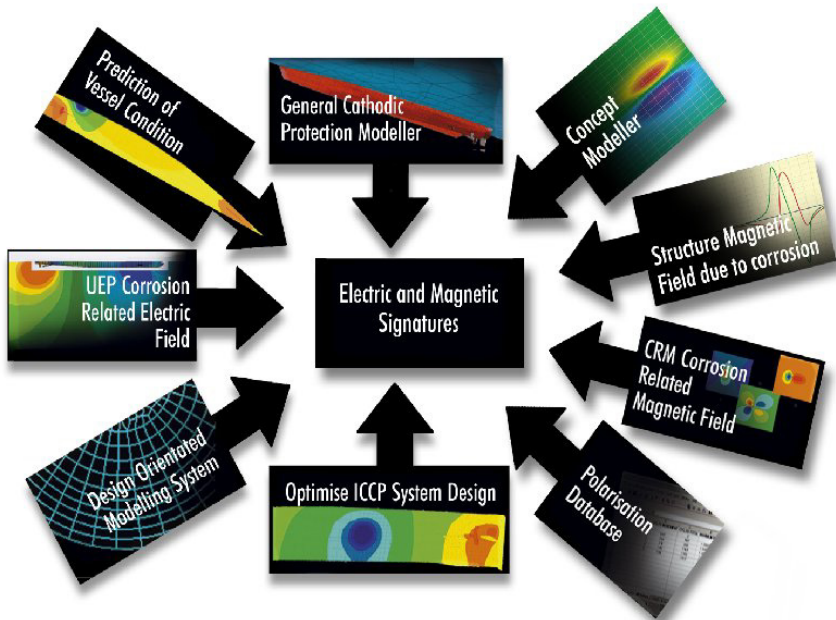 Prediction of
Vessel Condition
General Cathodic
Protection Modeller
Concept
Modeller
Structure Magnetic
Field due to corrosion
UEP Corrosion
Related Electric
Field
Electric and Magnetic
Signatures
CRM Corrosion
Related
Magnetic Field
Design Orientated
Modelling System
Optimise ICCP System Design
Polarisation
Database